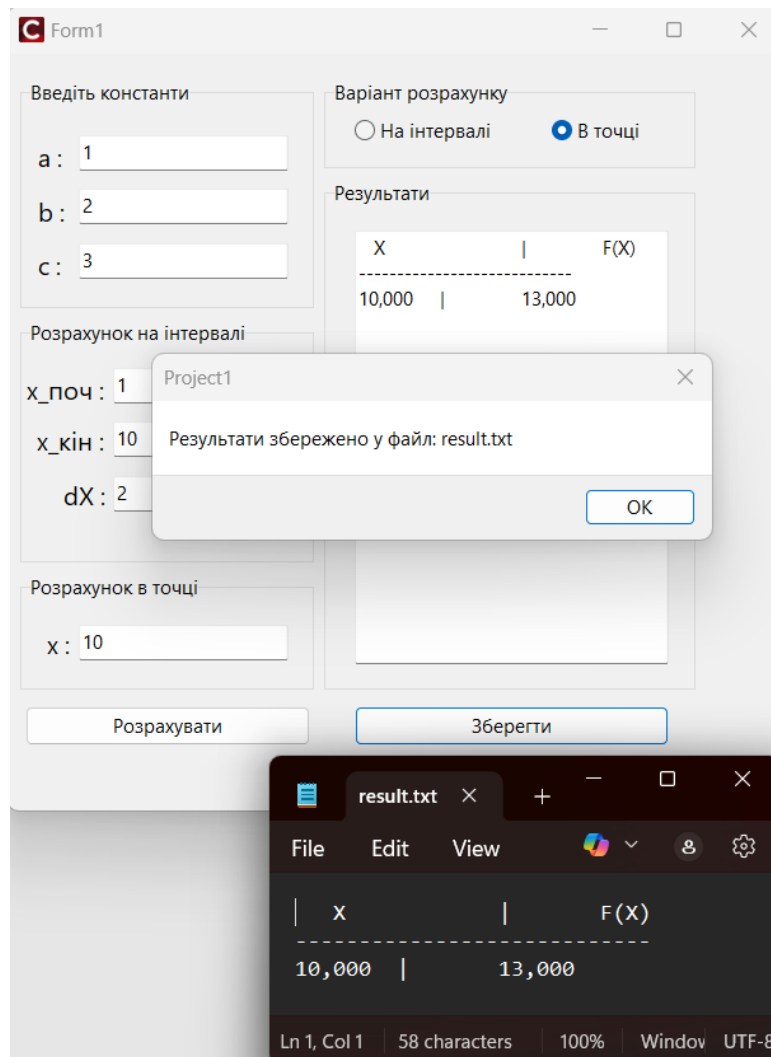 Form1
Введіть константи
a : 1
b : 2
c : 3
Варіант розрахунку
На інтервалі В точці
Результати
X | F(X)
----------------------------
10,000 | 13,000
Розрахунок на інтервалі
x_поч : 1
x_кін : 10
dX : 2
Project1
Результати збережено у файл: result.txt
OK
Розрахунок в точці
x : 10
Розрахувати
Зберегти
result.txt
File Edit View
X | F(X)
----------------------------
10,000 | 13,000
Ln 1, Col 1 58 characters 100% Window UTF-8